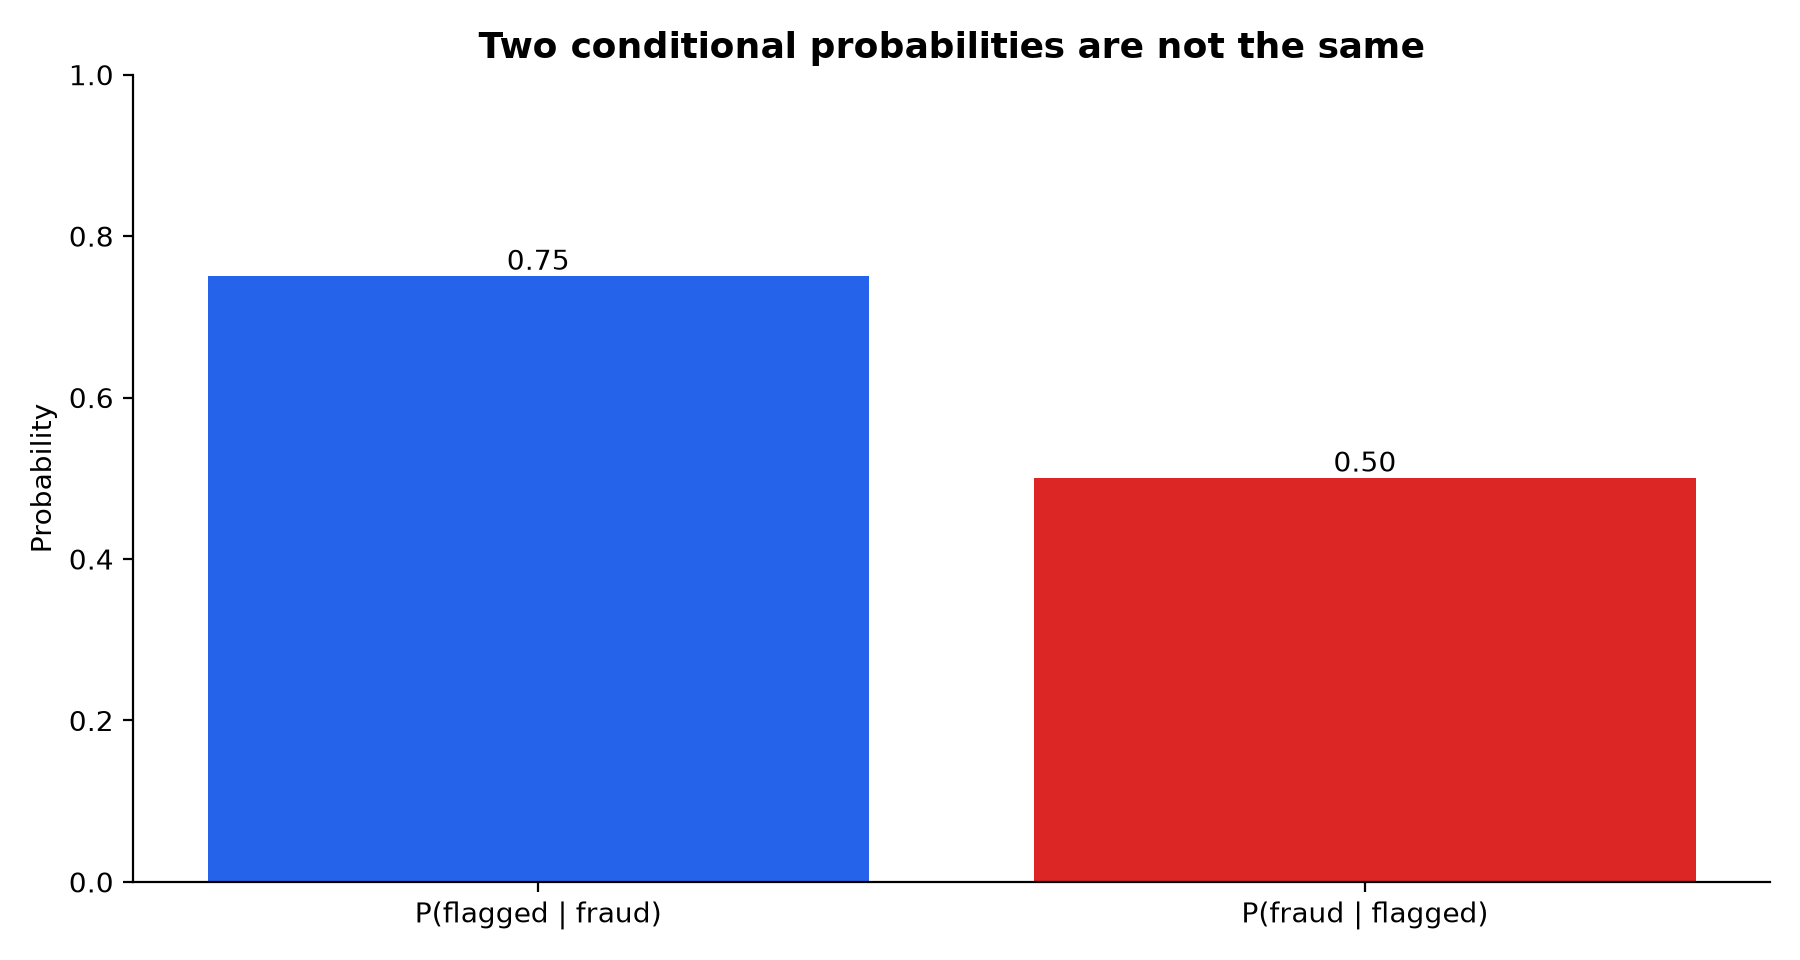 Two conditional probabilities are not the same
1.0
0.8
0.6
0.4
0.2
0.0
Probability
0.75
0.50
P(flagged | fraud)
P(fraud | flagged)